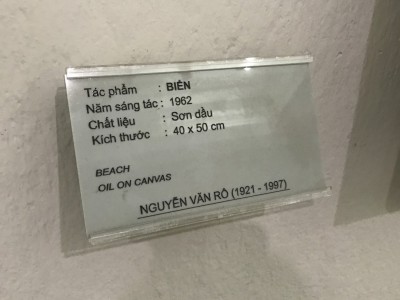 Tác phẩm : BIỂN
Năm sáng tác : 1962
Chất liệu : Sơn dầu
Kích thước : 40 x 50 cm
BEACH
OIL ON CANVAS
NGUYỄN VĂN RÔ (1921 - 1997)